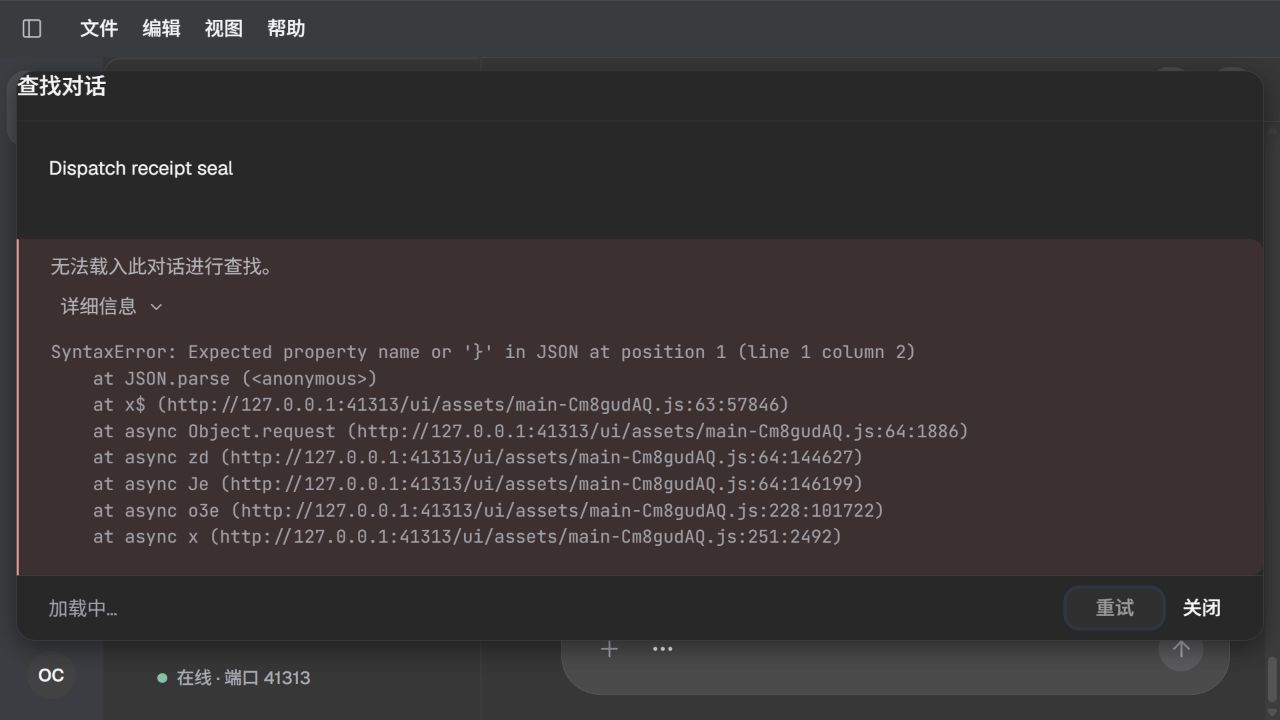 文件 编辑 视图 帮助
查找对话
Dispatch receipt seal
无法载入此对话进行查找。
详细信息
SyntaxError: Expected property name or '}' in JSON at position 1 (line 1 column 2)
at JSON.parse (<anonymous>)
at x$ (http://127.0.0.1:41313/ui/assets/main-Cm8gudAQ.js:63:57846)
at async Object.request (http://127.0.0.1:41313/ui/assets/main-Cm8gudAQ.js:64:1886)
at async zd (http://127.0.0.1:41313/ui/assets/main-Cm8gudAQ.js:64:144627)
at async Je (http://127.0.0.1:41313/ui/assets/main-Cm8gudAQ.js:64:146199)
at async o3e (http://127.0.0.1:41313/ui/assets/main-Cm8gudAQ.js:228:101722)
at async x (http://127.0.0.1:41313/ui/assets/main-Cm8gudAQ.js:251:2492)
加载中… 重试 关闭
OC 在线 · 端口 41313